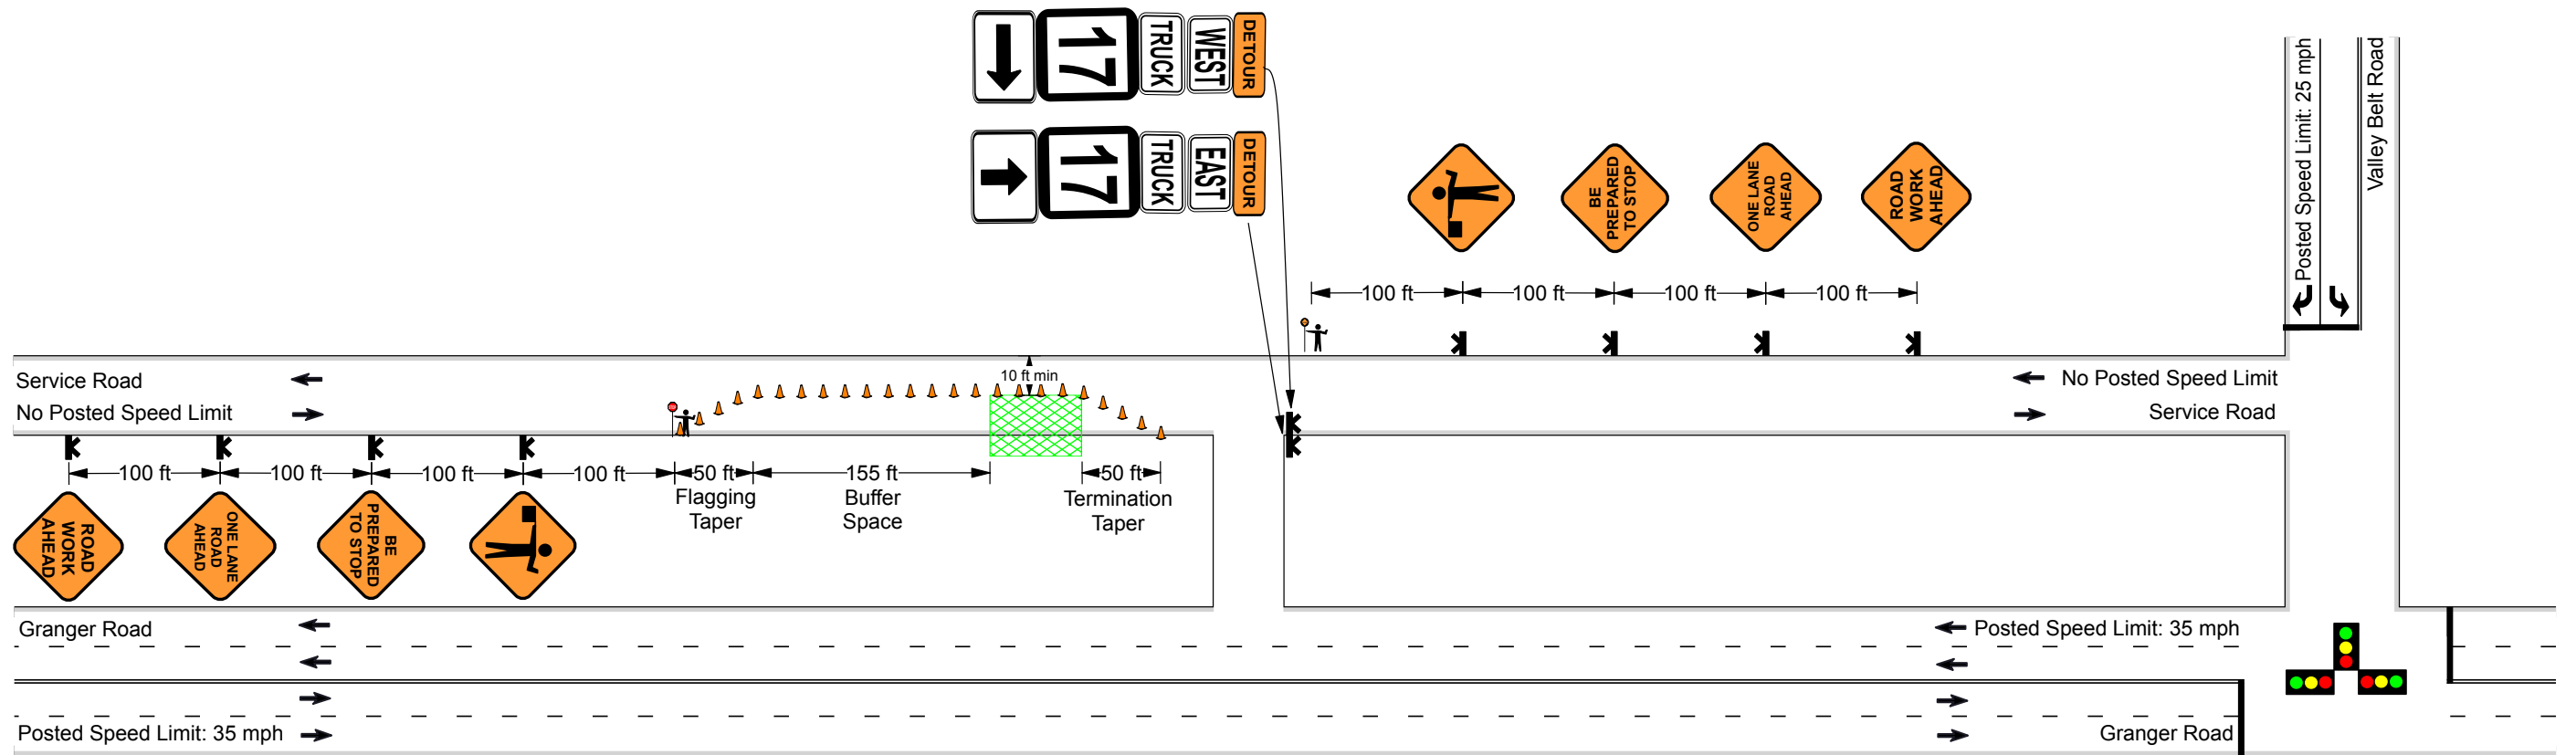 DETOUR
WEST
TRUCK
17
DETOUR
EAST
TRUCK
17
BE
PREPARED
TO STOP
ONE LANE
ROAD
AHEAD
ROAD
WORK
AHEAD
Posted Speed Limit: 25 mph
Valley Belt Road
100 ft
100 ft
100 ft
100 ft
10 ft min
Service Road
No Posted Speed Limit
No Posted Speed Limit
Service Road
100 ft
100 ft
100 ft
100 ft
50 ft
Flagging
Taper
155 ft
Buffer
Space
50 ft
Termination
Taper
ROAD
WORK
AHEAD
ONE LANE
ROAD
AHEAD
BE
PREPARED
TO STOP
Granger Road
Posted Speed Limit: 35 mph
Posted Speed Limit: 35 mph
Granger Road